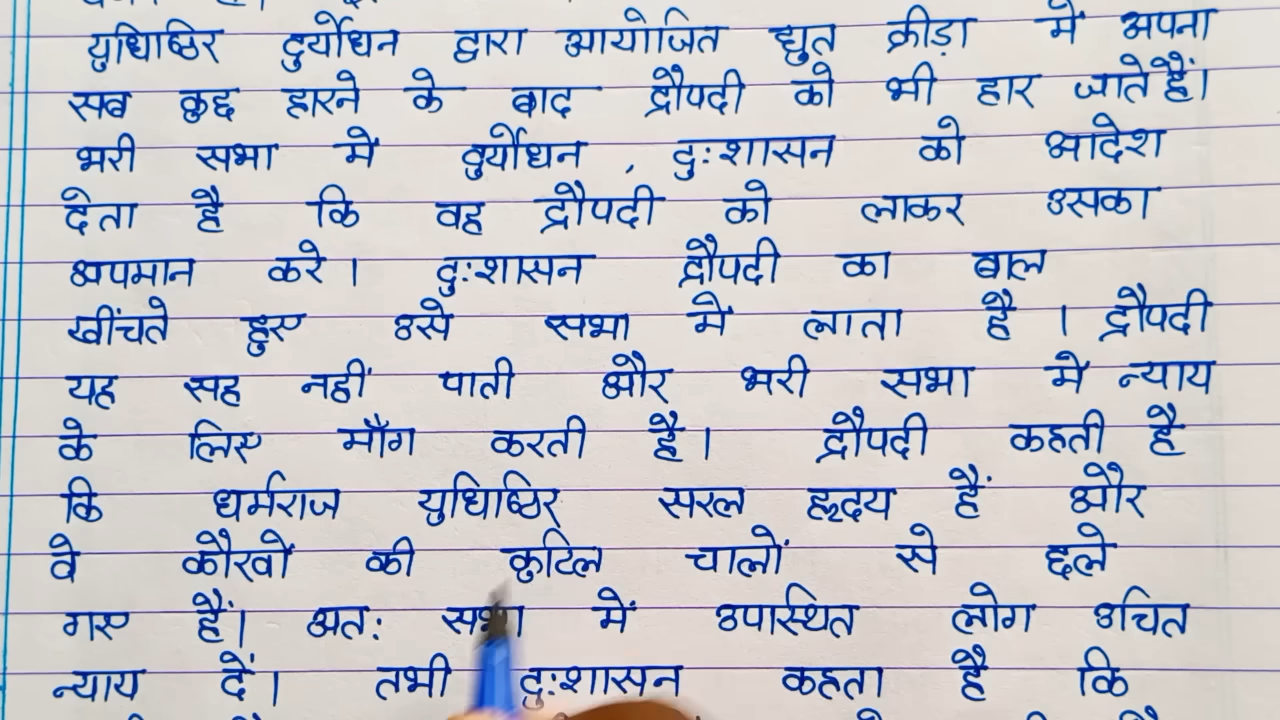 युधिष्ठिर दुर्योधन द्वारा आयोजित द्युत क्रीड़ा में अपना
सब कुछ हारने के बाद द्रौपदी को भी हार जाते हैं।
भरी सभा में दुर्योधन , दुःशासन को आदेश
देता है कि वह द्रौपदी को लाकर उसका
अपमान करे। दुःशासन द्रौपदी का बाल
खींचते हुए उसे सभा में लाता है । द्रौपदी
यह सह नहीं पाती और भरी सभा में न्याय
के लिए माँग करती है। द्रौपदी कहती है
कि धर्मराज युधिष्ठिर सरल हृदय हैं और
वे कौरवों की कुटिल चालों से छले
गए हैं। अतः सभा में उपस्थित लोग उचित
न्याय दें। तभी दुःशासन कहता है कि